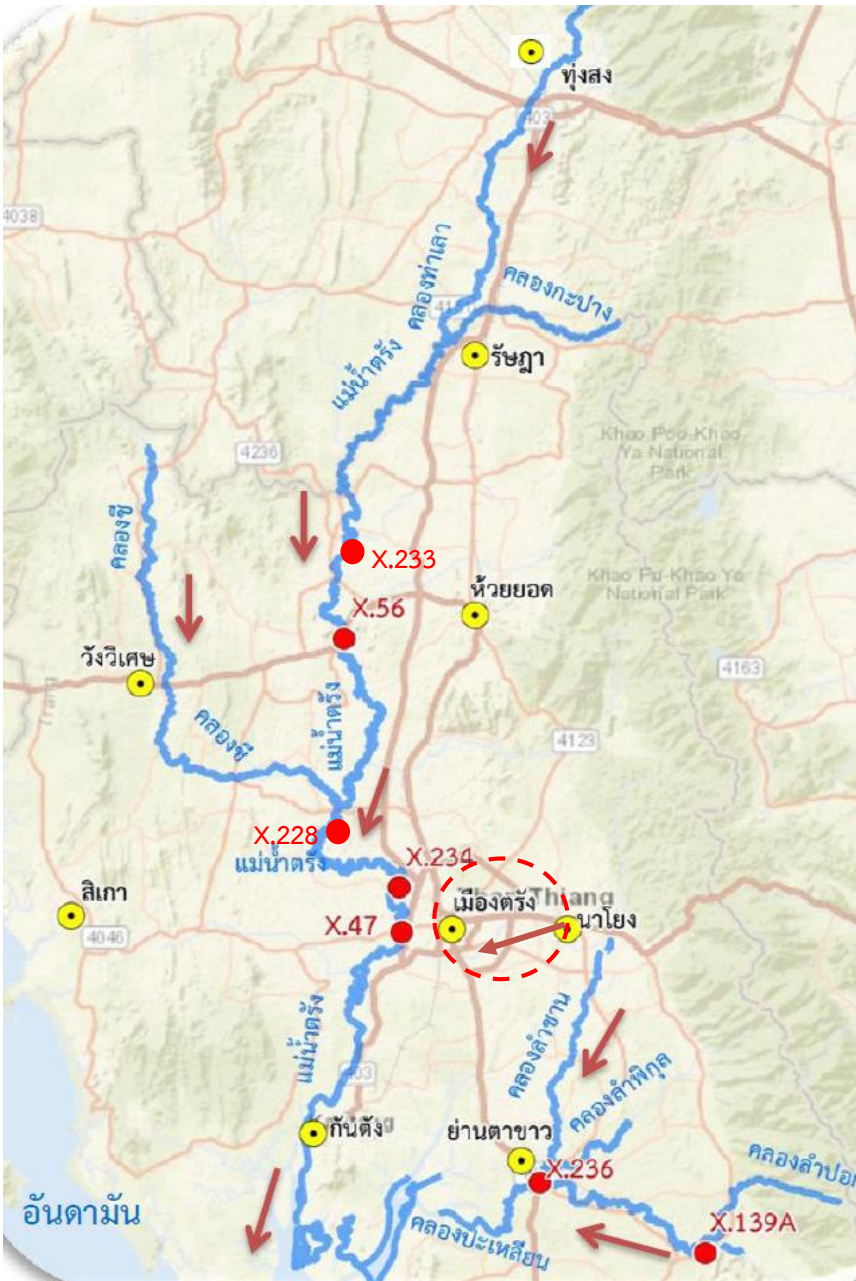 ทุ่งสง
403
4038
คลองท่าเลา
คลองกะปาง
แม่น้ำตรัง
รัษฎา
4236
Khao Poo-Khao
Ya National
Park
คลองชี
X.233
ห้วยยอด
Khao Pu-Khao Ya
National Park
X.56
วังวิเศษ
4163
Trang
คลองชี
แม่น้ำตรัง
4123
X.228
แม่น้ำตรัง
X.234
สิเกา
Thiang
เมืองตรัง
นาโยง
X.47
4046
แม่น้ำตรัง
คลองลำชาน
คลองลำพิกุล
403
กันตัง
ย่านตาขาว
X.236
คลองลำปอก
อันดามัน
คลองปะเหลียน
X.139A